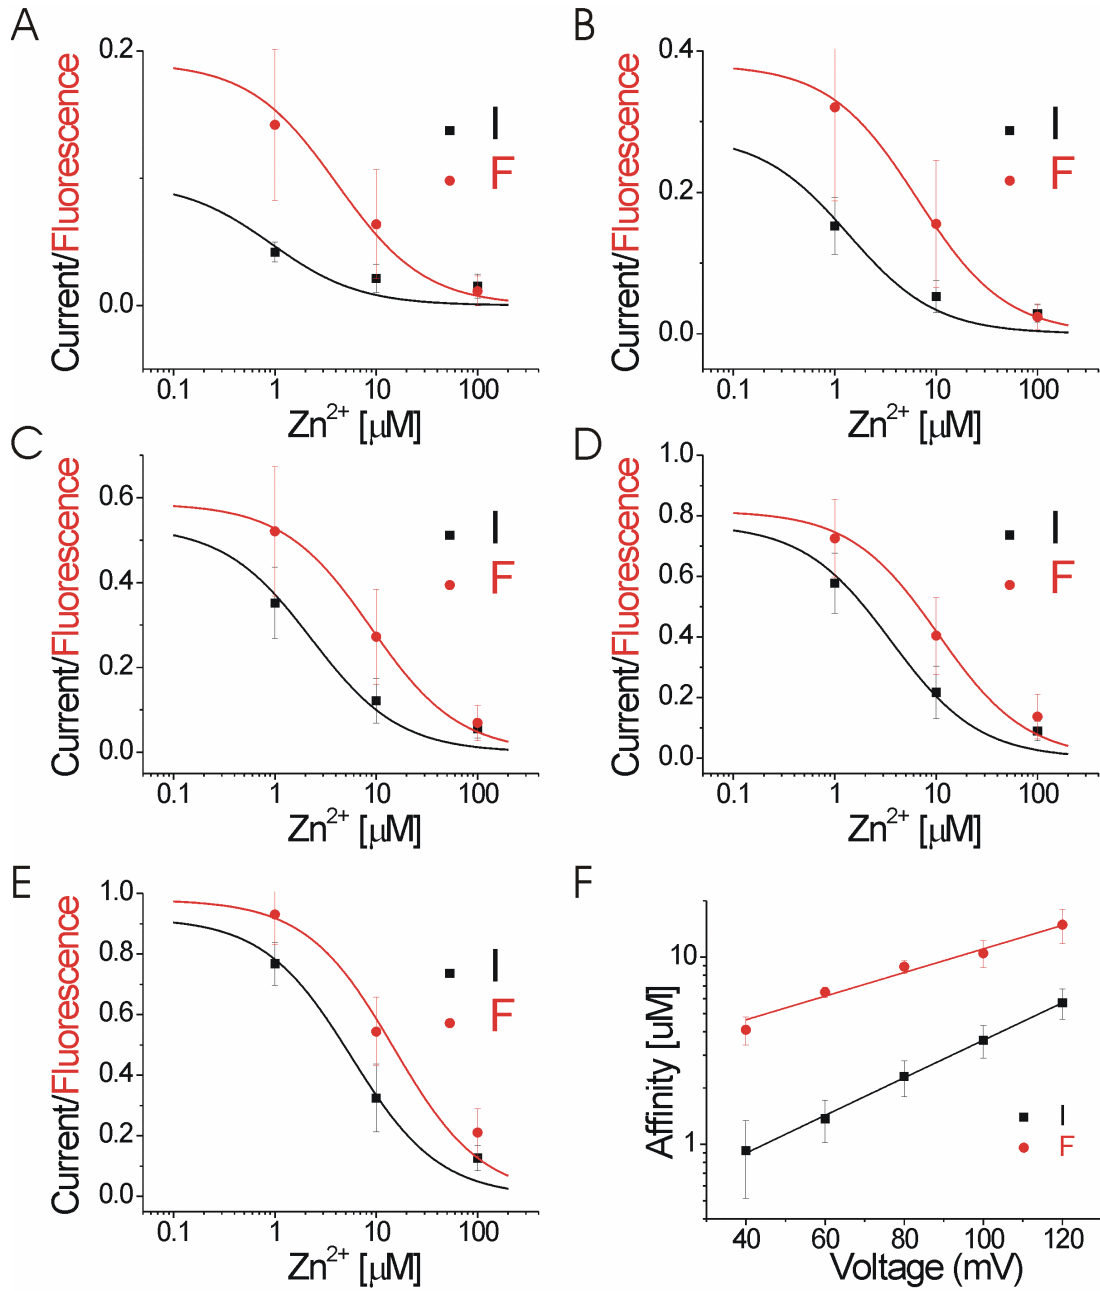 A
0.2
0.0
Current/Fluorescence
I
F
0.1 1 10 100
Zn2+ [µM]
B
0.4
0.2
0.0
Current/Fluorescence
I
F
0.1 1 10 100
Zn2+ [µM]
C
0.6
0.4
0.2
0.0
Current/Fluorescence
I
F
0.1 1 10 100
Zn2+ [µM]
D
1.0
0.8
0.6
0.4
0.2
0.0
Current/Fluorescence
I
F
0.1 1 10 100
Zn2+ [µM]
E
1.0
0.8
0.6
0.4
0.2
0.0
Current/Fluorescence
I
F
0.1 1 10 100
Zn2+ [µM]
F
10
1
Affinity [uM]
I
F
40 60 80 100 120
Voltage (mV)